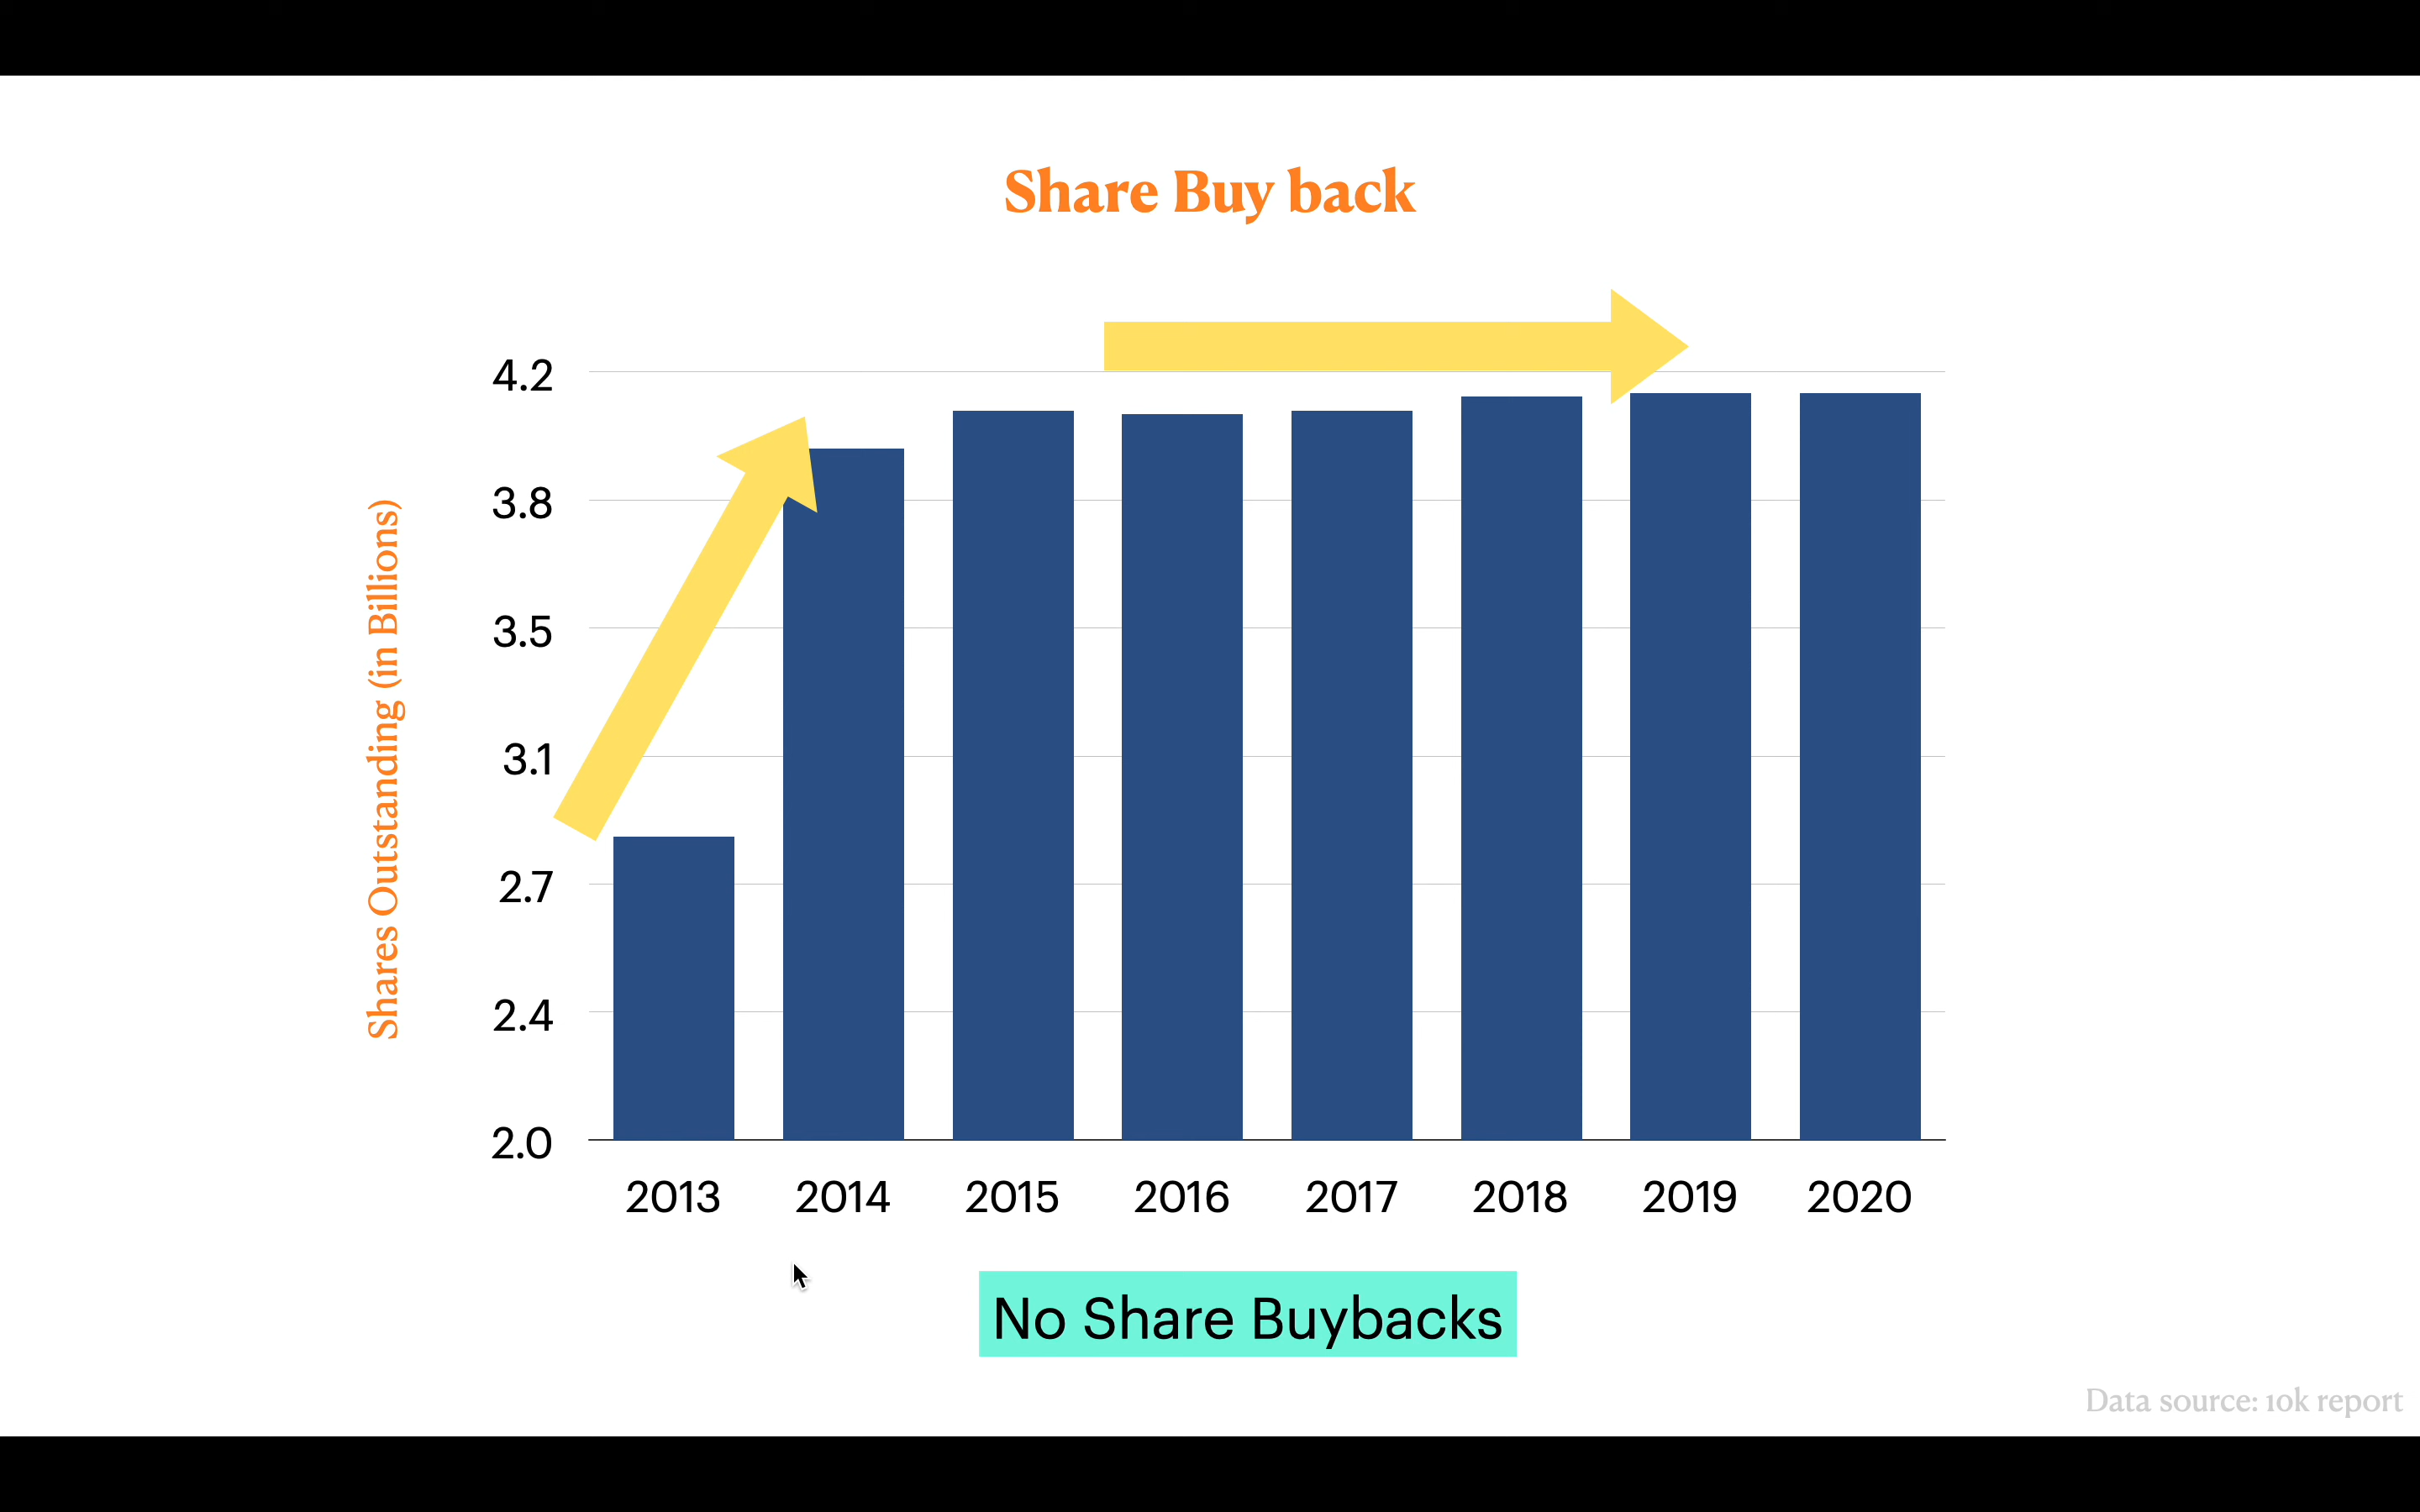 Share Buy back
Shares Outstanding (in Billions)
4.2
3.8
3.5
3.1
2.7
2.4
2.0
2013 2014 2015 2016 2017 2018 2019 2020
No Share Buybacks
Data source: 10k report